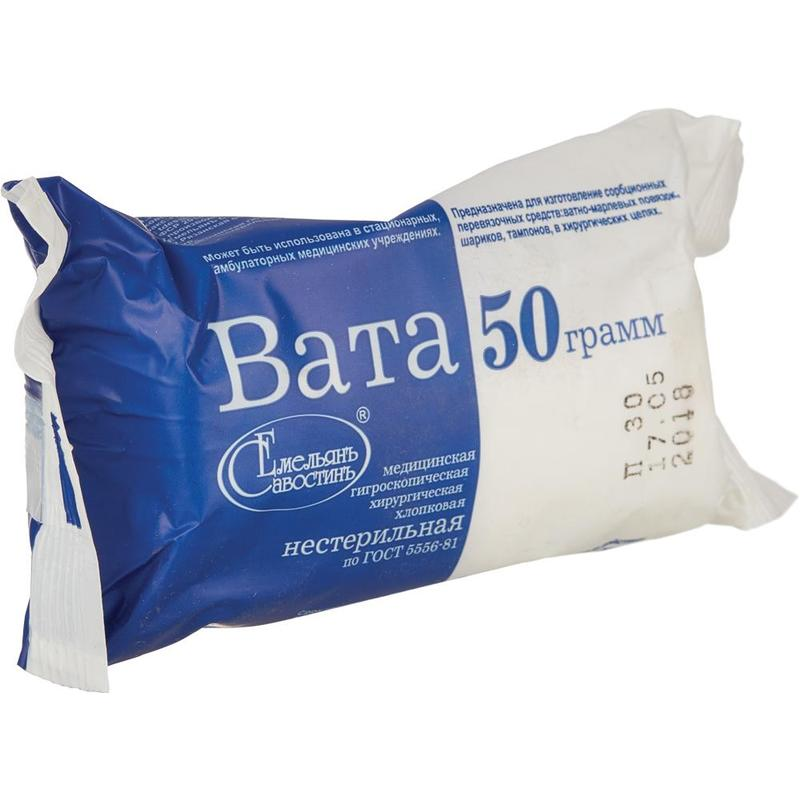 Может быть использована в стационарных,
амбулаторных медицинских учреждениях.
Предназначена для изготовление сорбционных
перевязочных средств:ватно-марлевых повязок,
шариков, тампонов, в хирургических целях.
Вата 50 грамм
ЕмельянЪ
СавостинЪ
®
медицинская
гигроскопическая
хирургическая
хлопковая
нестерильная
по ГОСТ 5556-81
П 30
17.05
2018